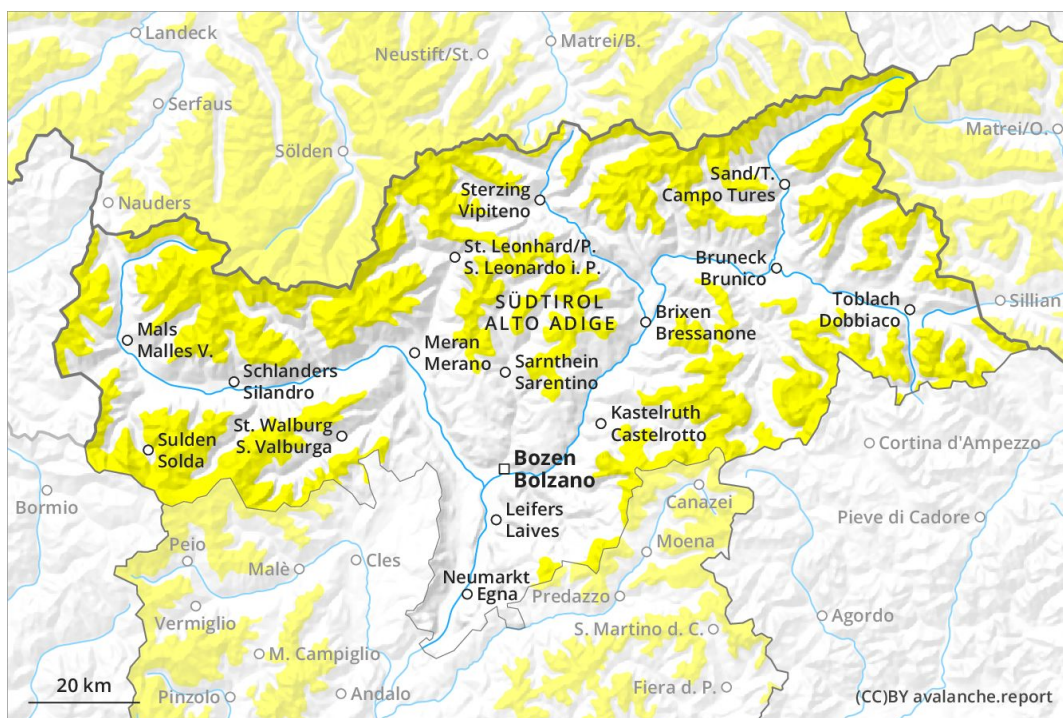 Landeck
Neustift/St.
Matrei/B.
Serfaus
Sölden
Matrei/O.
Nauders
Sand/T.
Campo Tures
Sterzing
Vipiteno
St. Leonhard/P.
S. Leonardo i. P.
Bruneck
Brunico
SÜDTIROL
ALTO ADIGE
Toblach
Dobbiaco
Sillian
Brixen
Bressanone
Mals
Malles V.
Meran
Merano
Schlanders
Silandro
Sarnthein
Sarentino
Kastelruth
Castelrotto
St. Walburg
S. Valburga
Sulden
Solda
Cortina d'Ampezzo
Bozen
Bolzano
Bormio
Canazei
Leifers
Laives
Pieve di Cadore
Peio
Moena
Cles
Malè
Neumarkt
Egna
Predazzo
Vermiglio
Agordo
S. Martino d. C.
M. Campiglio
20 km
Pinzolo
Andalo
Fiera d. P.
(CC)BY avalanche.report